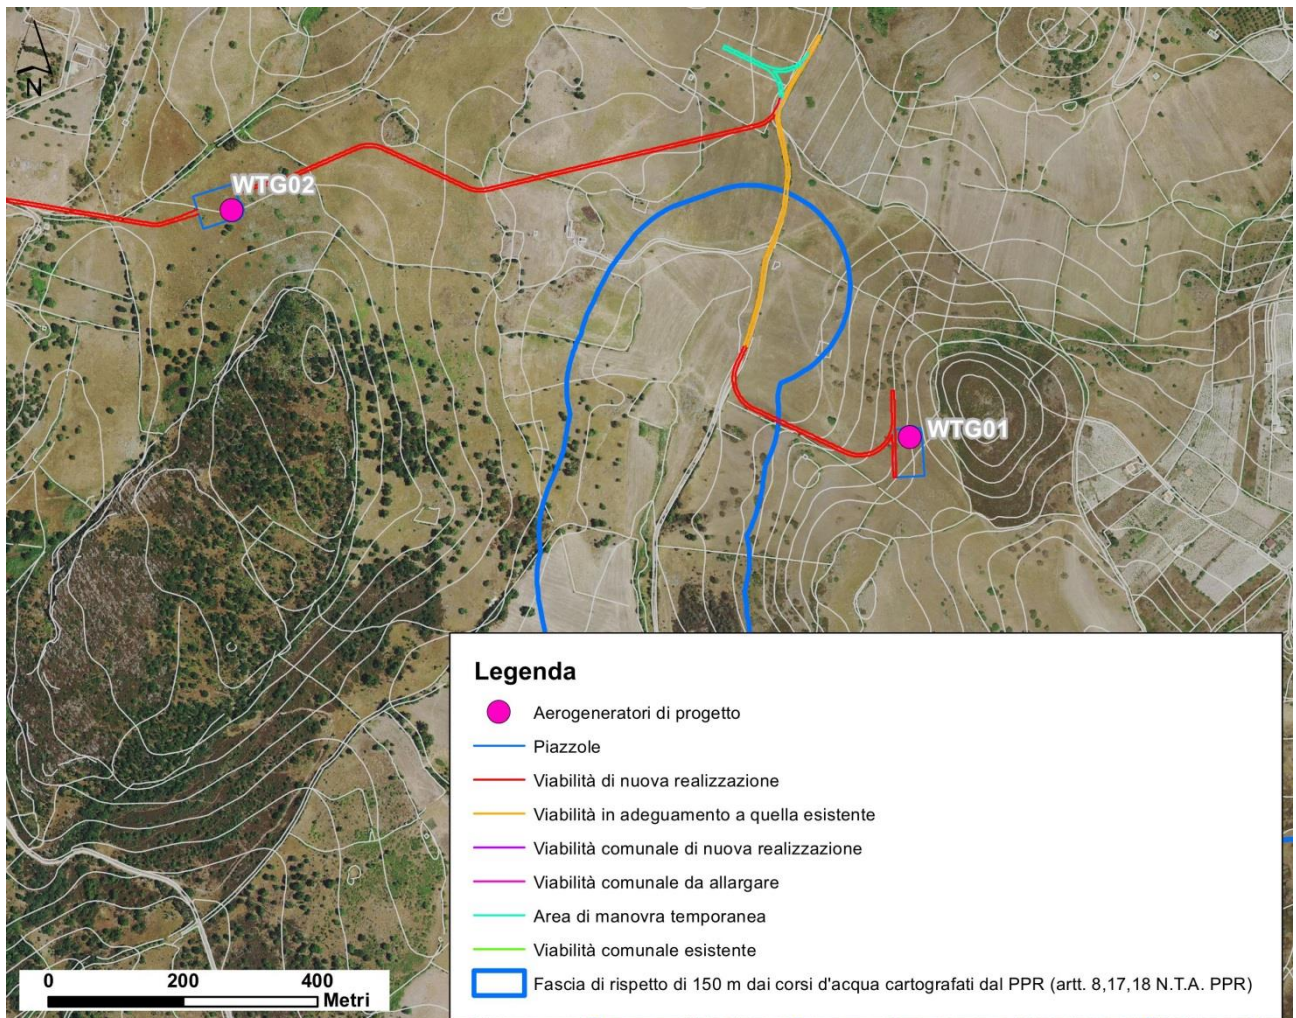 N
WTG02
WTG01
Legenda
Aerogeneratori di progetto
Piazzole
Viabilità di nuova realizzazione
Viabilità in adeguamento a quella esistente
Viabilità comunale di nuova realizzazione
Viabilità comunale da allargare
Area di manovra temporanea
Viabilità comunale esistente
Fascia di rispetto di 150 m dai corsi d'acqua cartografati dal PPR (artt. 8,17,18 N.T.A. PPR)
0 200 400
Metri